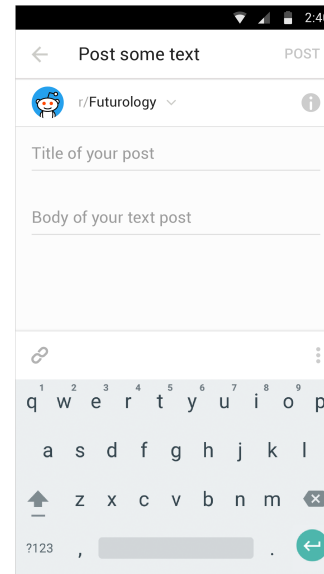 2:40
Post some text POST
r/Futurology
Title of your post
Body of your text post
1 2 3 4 5 6 7 8 9
q w e r t y u i o p
a s d f g h j k l
z x c v b n m
?123 , .